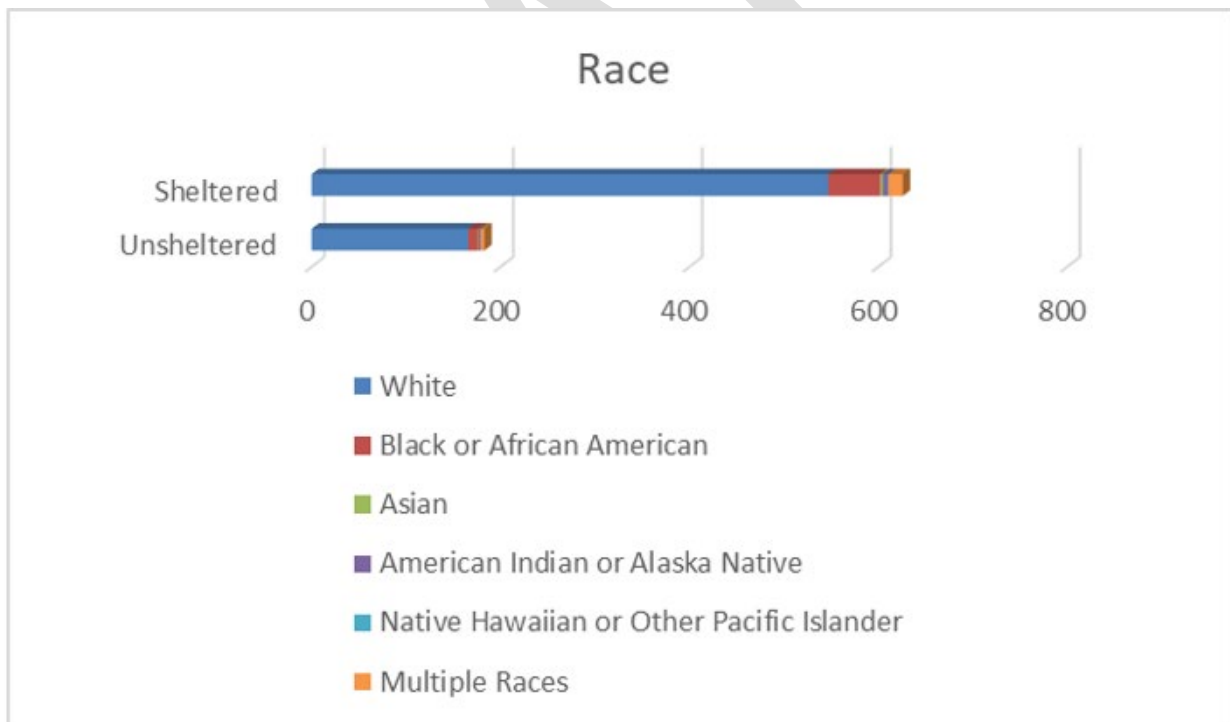 Race
Sheltered
Unsheltered
0 200 400 600 800
White
Black or African American
Asian
American Indian or Alaska Native
Native Hawaiian or Other Pacific Islander
Multiple Races